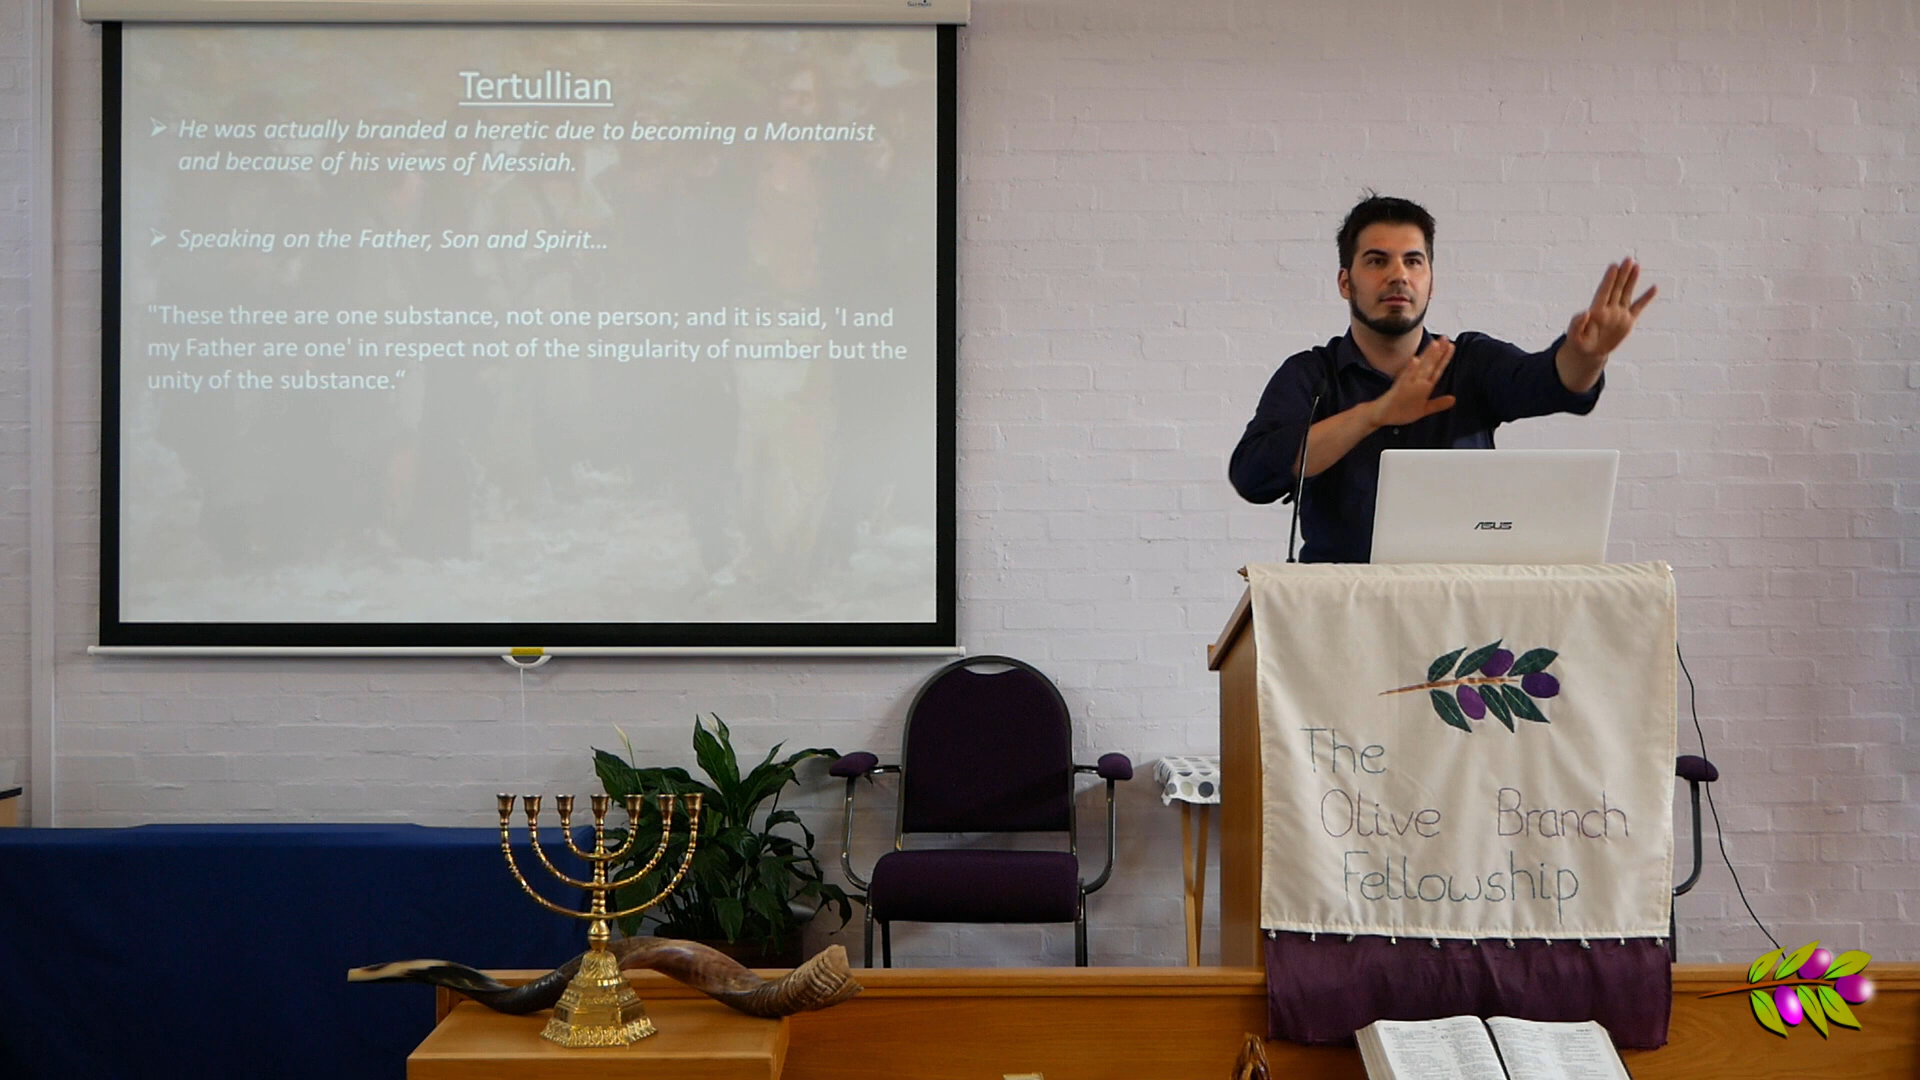 Tertullian
➢ He was actually branded a heretic due to becoming a Montanist
and because of his views of Messiah.
➢ Speaking on the Father, Son and Spirit...
"These three are one substance, not one person; and it is said, 'I and
my Father are one' in respect not of the singularity of number but the
unity of the substance.“
ASUS
The
Olive Branch
Fellowship